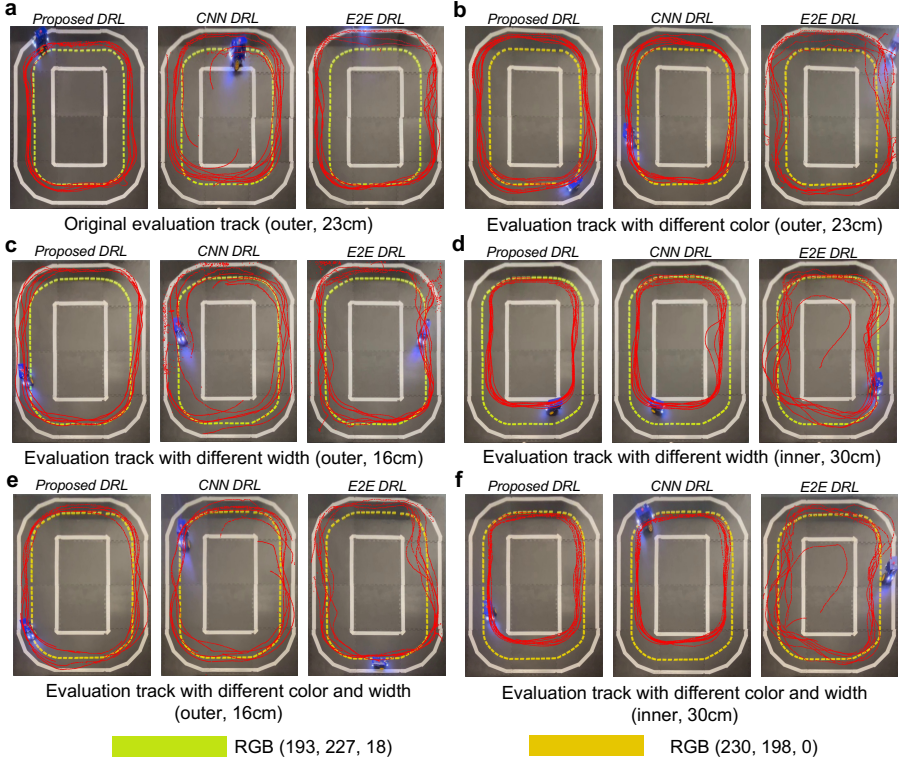 a
Proposed DRL
CNN DRL
E2E DRL
Original evaluation track (outer, 23cm)
b
Proposed DRL
CNN DRL
E2E DRL
Evaluation track with different color (outer, 23cm)
c
Proposed DRL
CNN DRL
E2E DRL
Evaluation track with different width (outer, 16cm)
d
Proposed DRL
CNN DRL
E2E DRL
Evaluation track with different width (inner, 30cm)
e
Proposed DRL
CNN DRL
E2E DRL
Evaluation track with different color and width
(outer, 16cm)
f
Proposed DRL
CNN DRL
E2E DRL
Evaluation track with different color and width
(inner, 30cm)
RGB (193, 227, 18)
RGB (230, 198, 0)